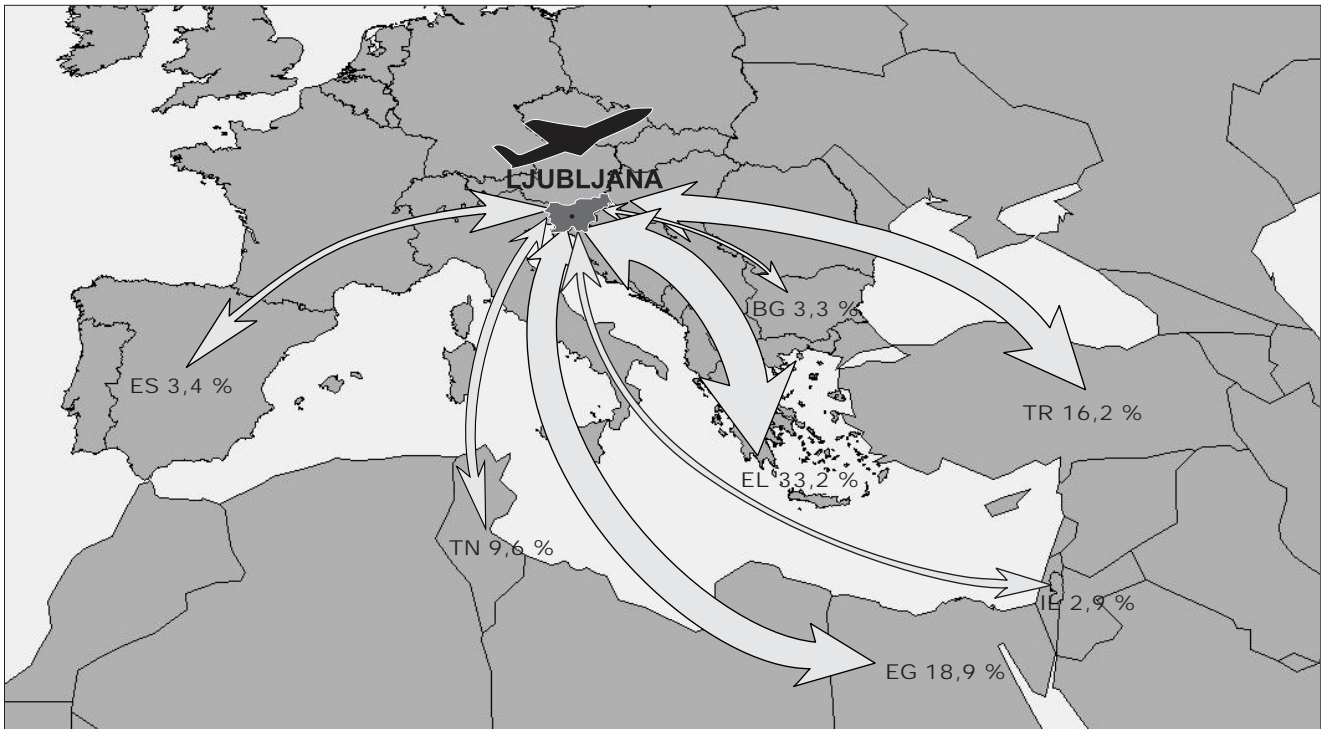 LJUBLJANA
BG 3,3 %
ES 3,4 %
TR 16,2 %
EL 33,2 %
TN 9,6 %
IL 2,9 %
EG 18,9 %